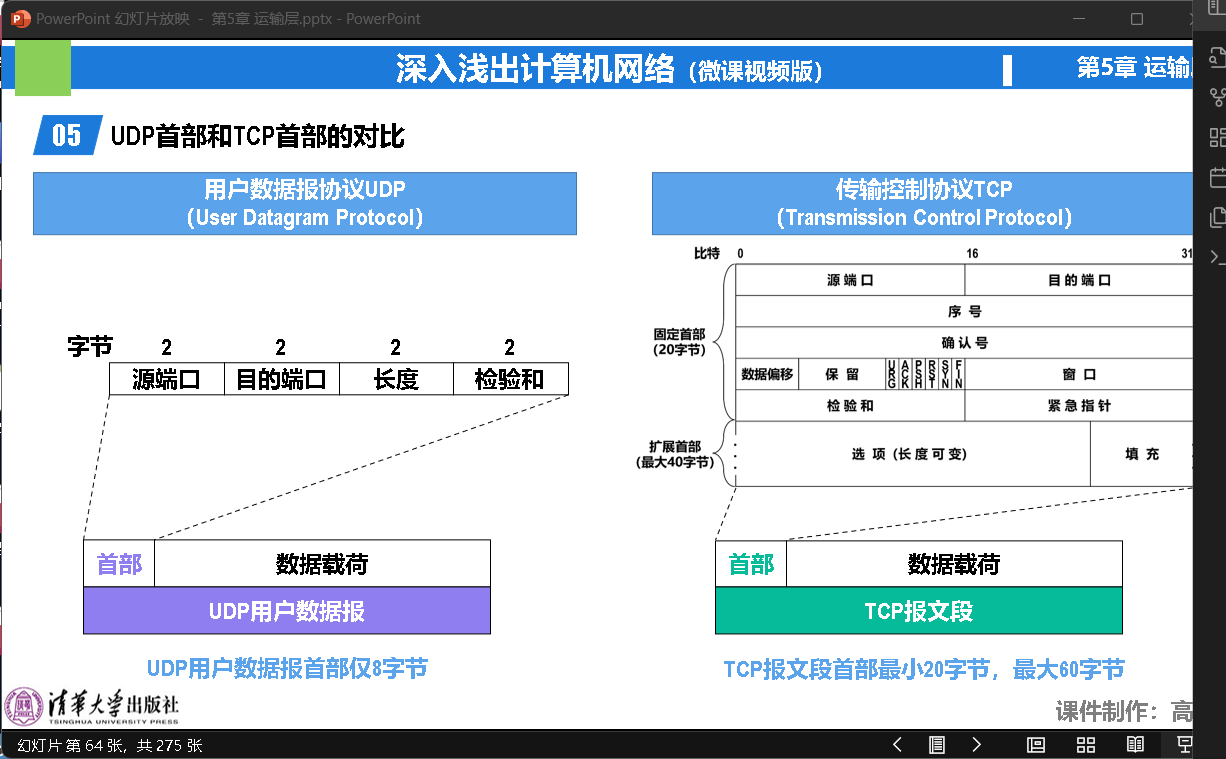 PowerPoint 幻灯片放映 - 第5章 运输层.pptx - PowerPoint
深入浅出计算机网络（微课视频版）
第5章 运输
05 UDP首部和TCP首部的对比
用户数据报协议UDP
（User Datagram Protocol）
字节 2 2 2 2
源端口 目的端口 长度 检验和
首部 数据载荷
UDP用户数据报
UDP用户数据报首部仅8字节
传输控制协议TCP
（Transmission Control Protocol）
比特 0 16 31
源端口 目的端口
序号
确认号
固定首部
(20字节)
数据偏移 保留 URG ACK PSH RST SYN FIN 窗口
检验和 紧急指针
扩展首部
(最大40字节)
选项 (长度可变) 填充
首部 数据载荷
TCP报文段
TCP报文段首部最小20字节，最大60字节
清华大学出版社
TSINGHUA UNIVERSITY PRESS
课件制作：高
幻灯片 第 64 张，共 275 张